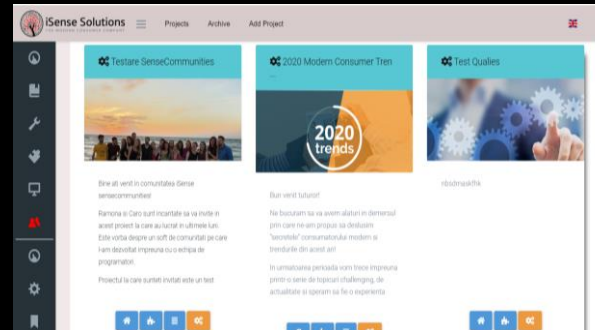 iSense Solutions
THE MODERN CONSUMER COMPANY
Projects
Archive
Add Project
Testare SenseCommunities
Bine ati venit in comunitatea iSense
sensecommunities!
Ramona si Caro sunt incantate sa va invite in
acest proiect la care au lucrat in ultimele luni.
Este vorba despre un soft de comunitati pe care
l-am dezvoltat impreuna cu o echipa de
programatori.
Proiectul la care sunteti invitati este un test
2020 Modern Consumer Tren
...
2020
trends
Bun venit tuturor!
Ne bucuram sa va avem alaturi in demersul
prin care ne-am propus sa deslusim
"secretele" consumatorului modern si
trendurile din acest an!
In urmatoarea perioada vom trece impreuna
printr-o serie de topicuri challenging, de
actualitate si speram sa fie o experienta
Test Qualies